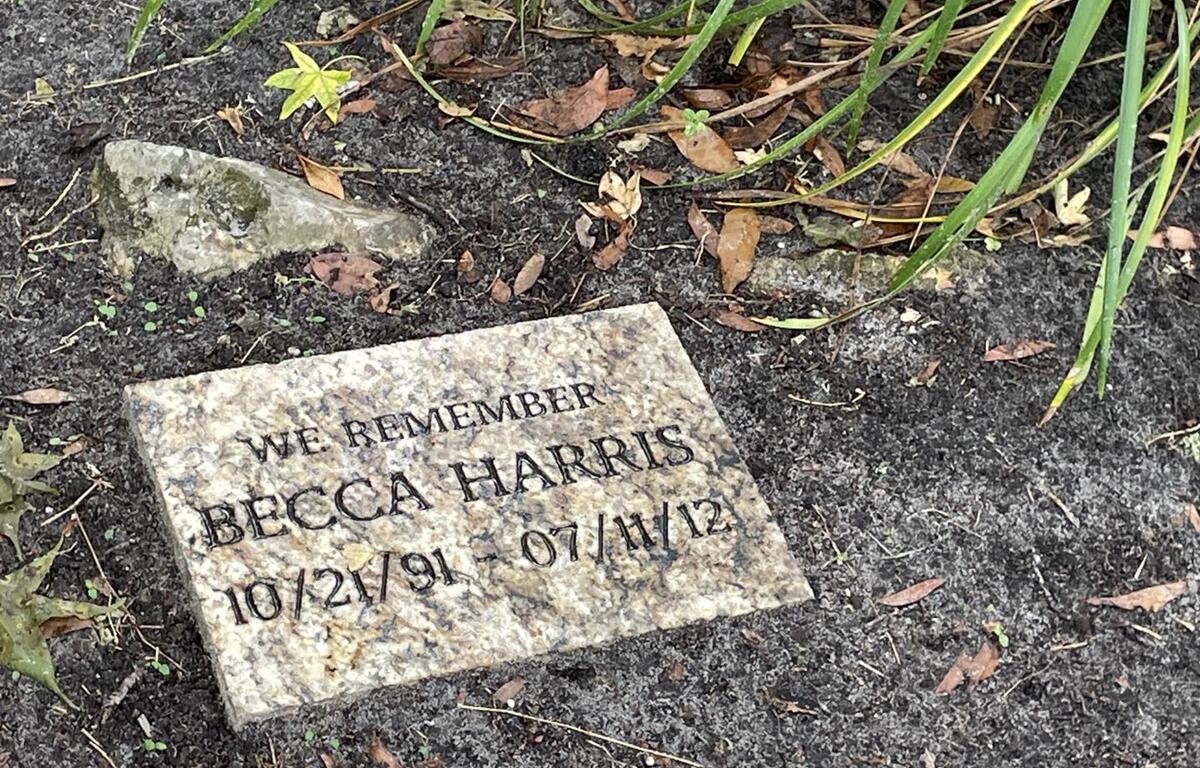 WE REMEMBER
BECCA HARRIS
10/21/91 - 07/11/12